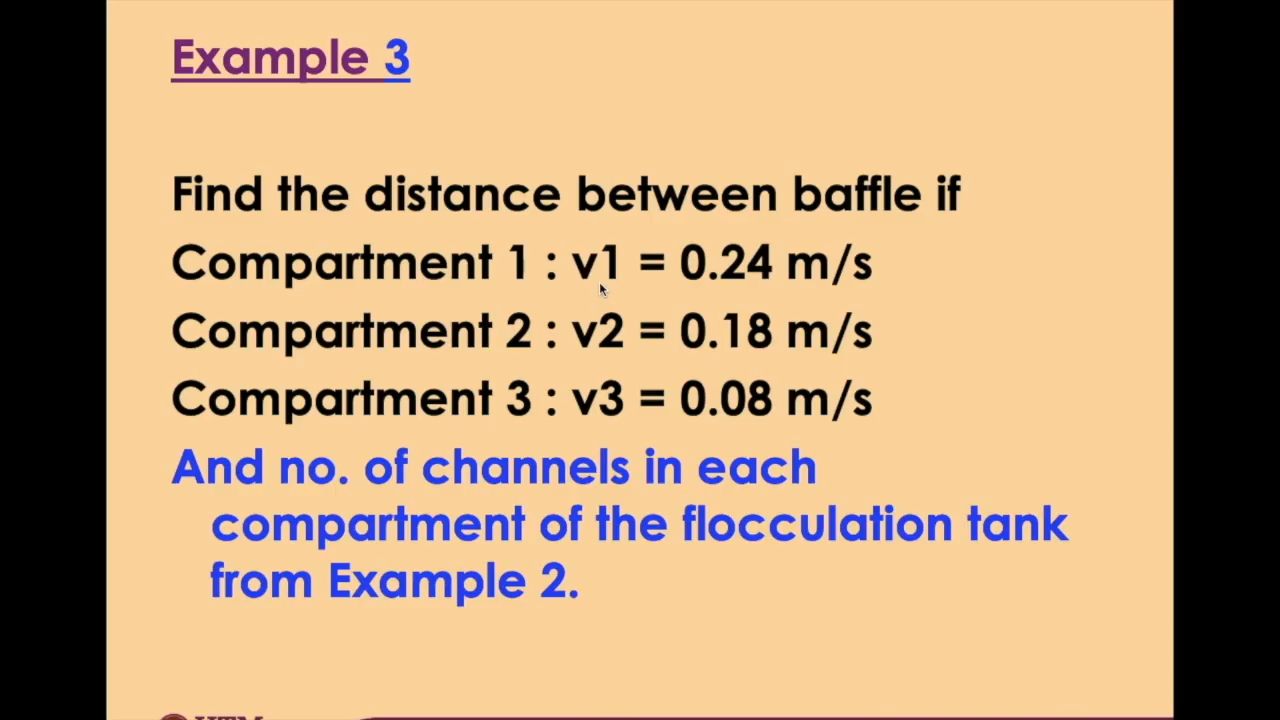 Example 3
Find the distance between baffle if
Compartment 1 : v1 = 0.24 m/s
Compartment 2 : v2 = 0.18 m/s
Compartment 3 : v3 = 0.08 m/s
And no. of channels in each
compartment of the flocculation tank
from Example 2.